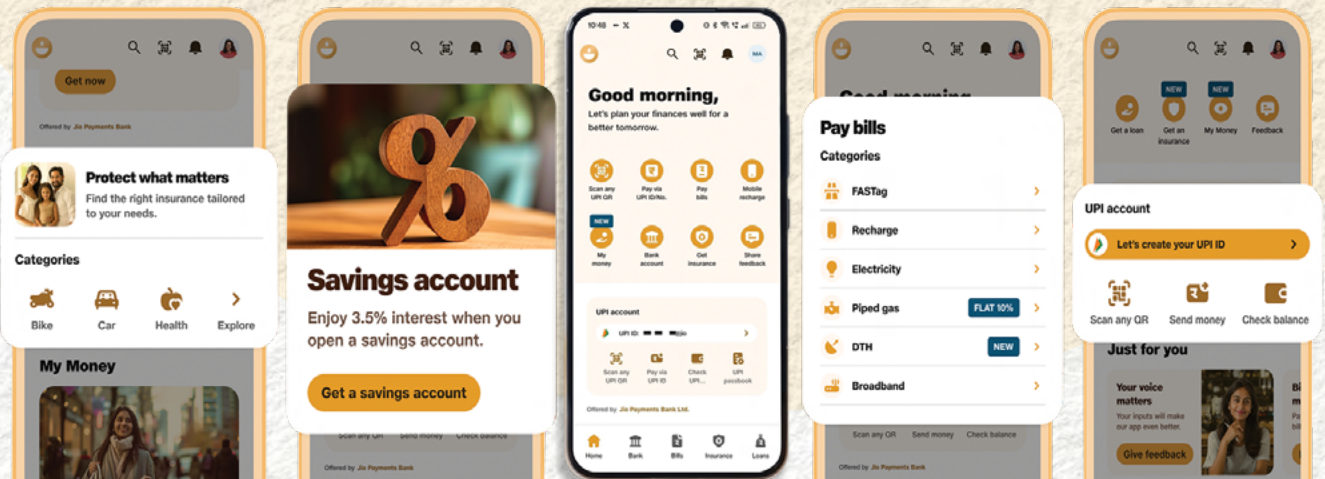 Get now
Offered by Jio Payments Bank
Protect what matters
Find the right insurance tailored
to your needs.
Categories
Bike
Car
Health
Explore
My Money
Savings account
Enjoy 3.5% interest when you
open a savings account.
Get a savings account
Scan any QR
Send money
Check balance
Offered by Jio Payments Bank
10:48
MA
Good morning,
Let's plan your finances well for a
better tomorrow.
Scan any
UPI QR
Pay via
UPI ID/No.
Pay
bills
Mobile
recharge
NEW
My
money
Bank
account
Get
insurance
Share
feedback
UPI account
UPI ID:
Scan any
UPI QR
Pay via
UPI ID
Check
UPI...
UPI
passbook
Offered by Jio Payments Bank Ltd.
Home
Bank
Bills
Insurance
Loans
Good morning
Pay bills
Categories
FASTag
Recharge
Electricity
Piped gas
FLAT 10%
DTH
NEW
Broadband
Scan any QR
Send money
Check balance
Offered by Jio Payments Bank
NEW
NEW
Get a loan
Get an
insurance
My Money
Feedback
UPI account
Let's create your UPI ID
Scan any QR
Send money
Check balance
Just for you
Your voice
matters
Your inputs will make
our app even better.
Give feedback